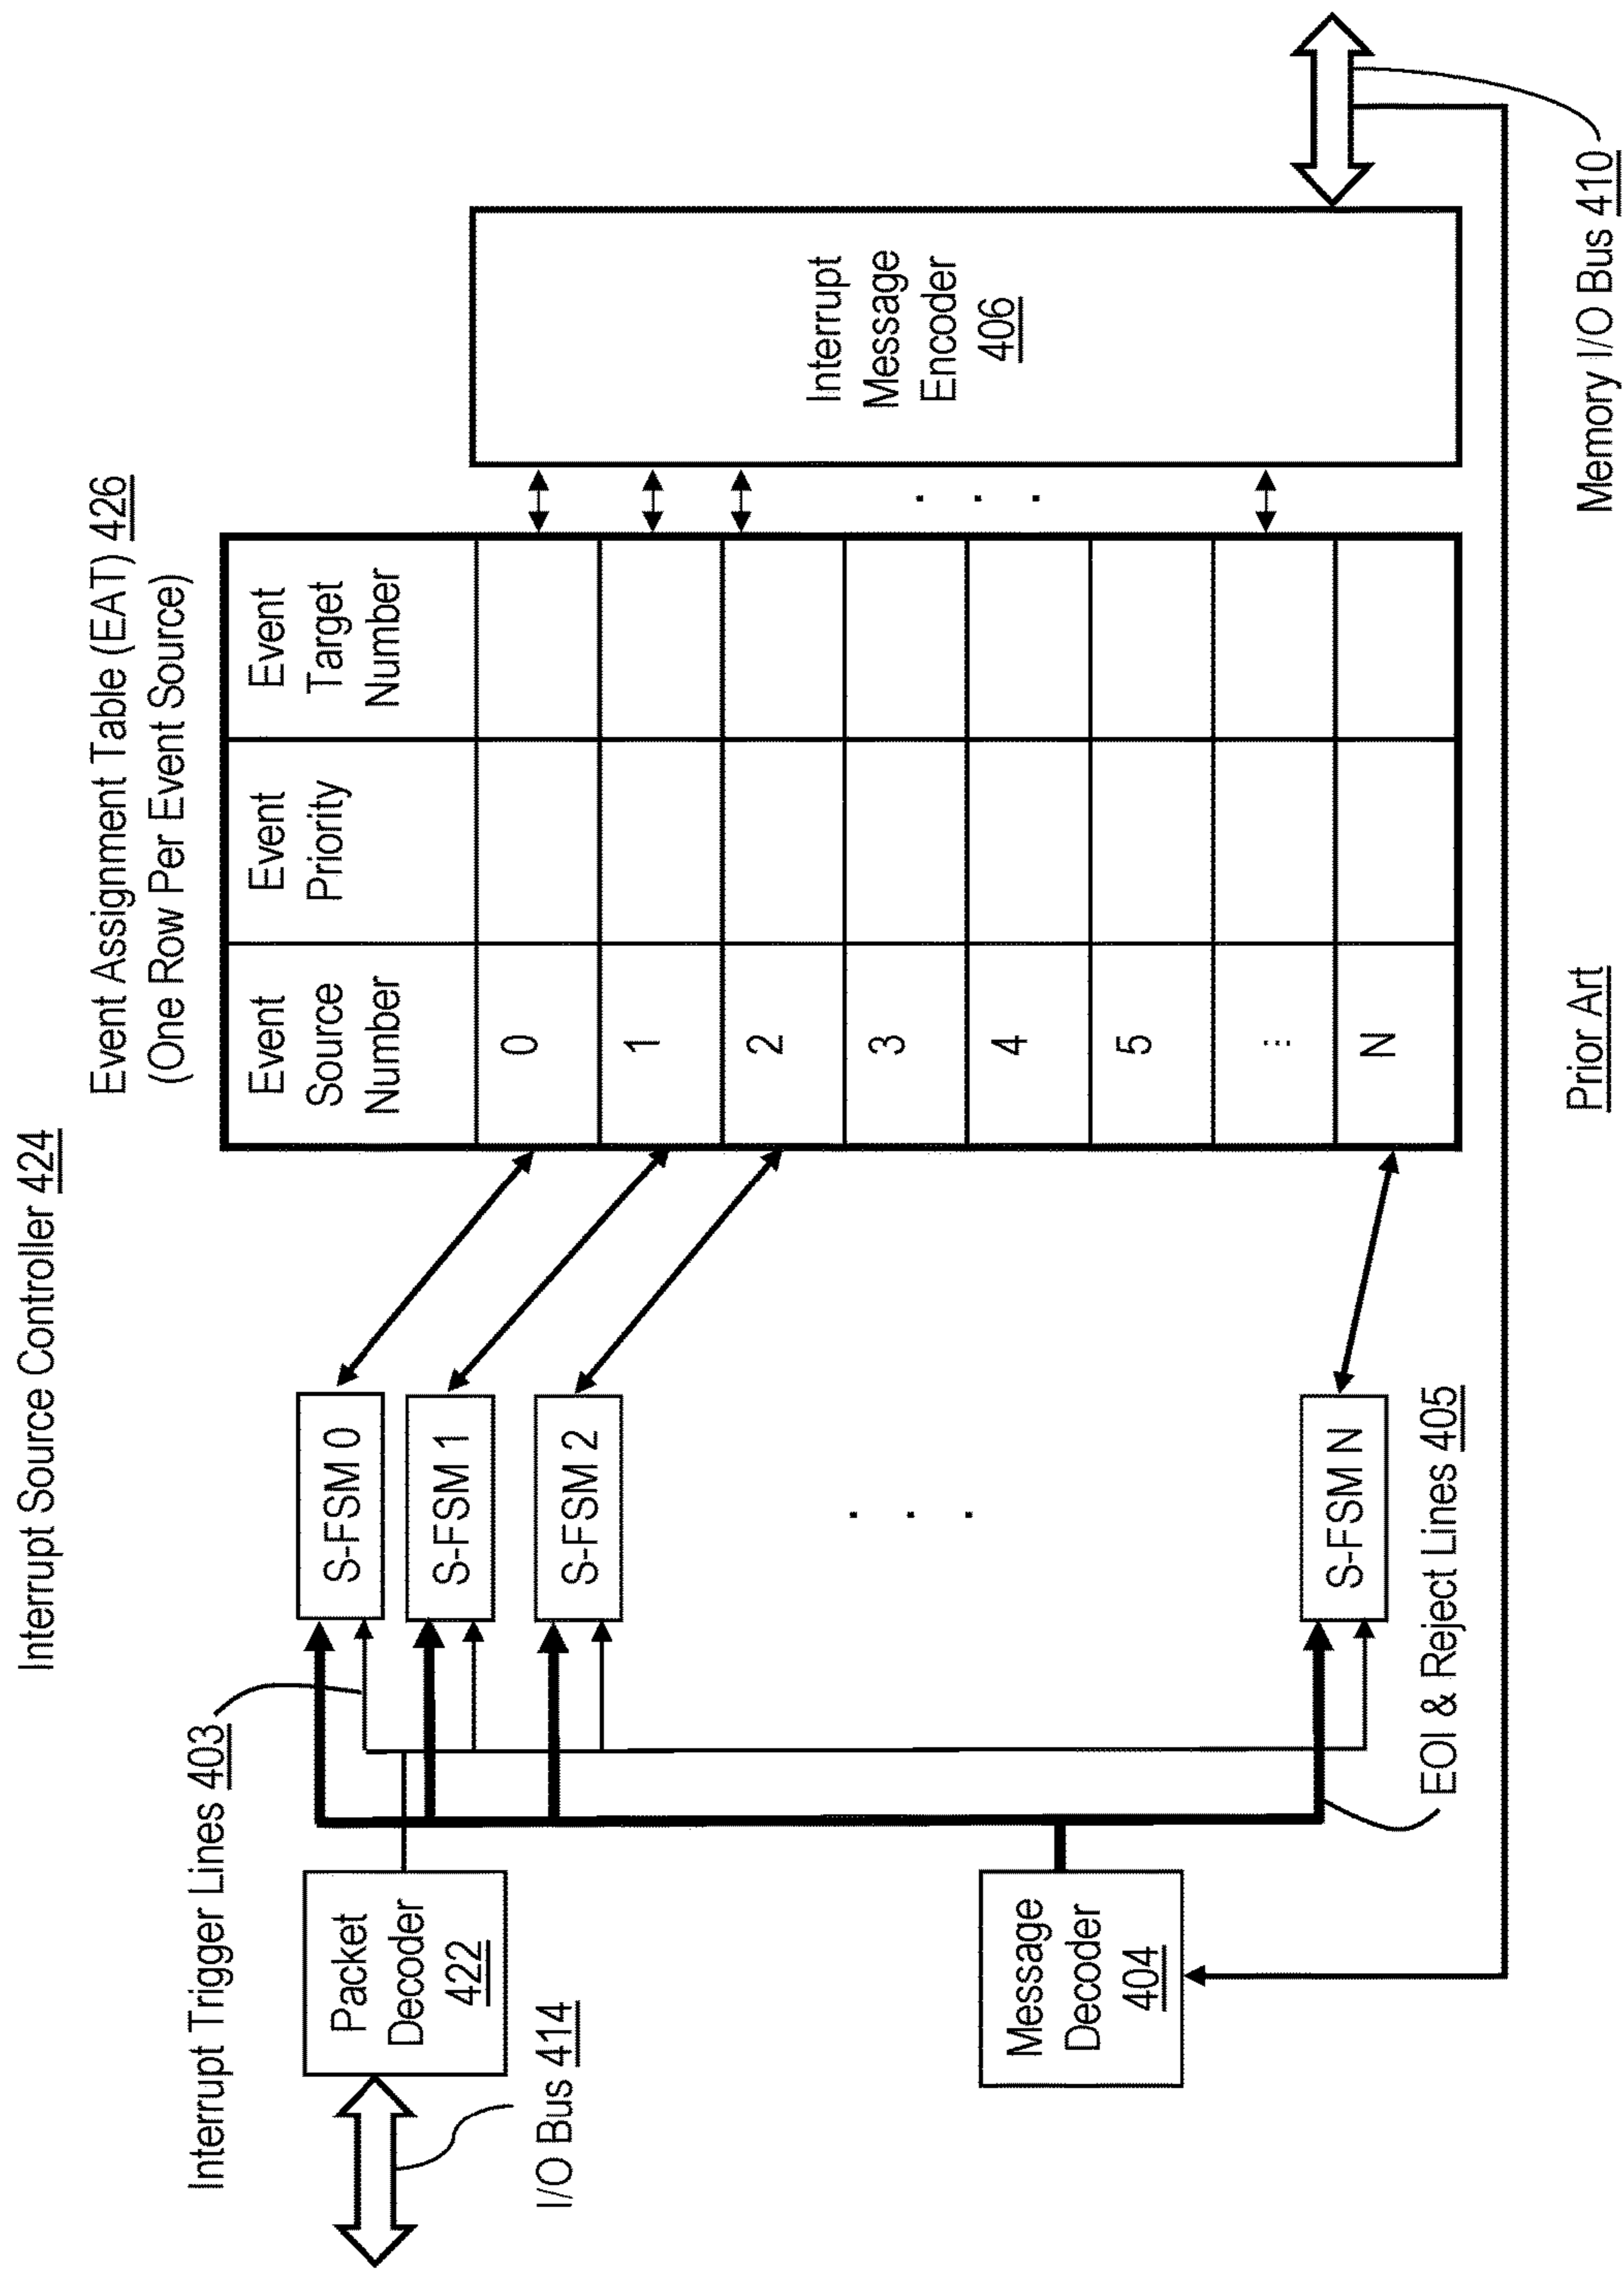 Interrupt Source Controller 424
Event Assignment Table (EAT) 426
(One Row Per Event Source)
Interrupt Trigger Lines 403
Packet
Decoder
422
I/O Bus 414
Message
Decoder
404
S-FSM 0
S-FSM 1
S-FSM 2
. . .
S-FSM N
EOI & Reject Lines 405
Event
Source
Number
Event
Priority
Event
Target
Number
0
1
2
3
4
5
...
N
. . .
Interrupt
Message
Encoder
406
Memory I/O Bus 410
Prior Art